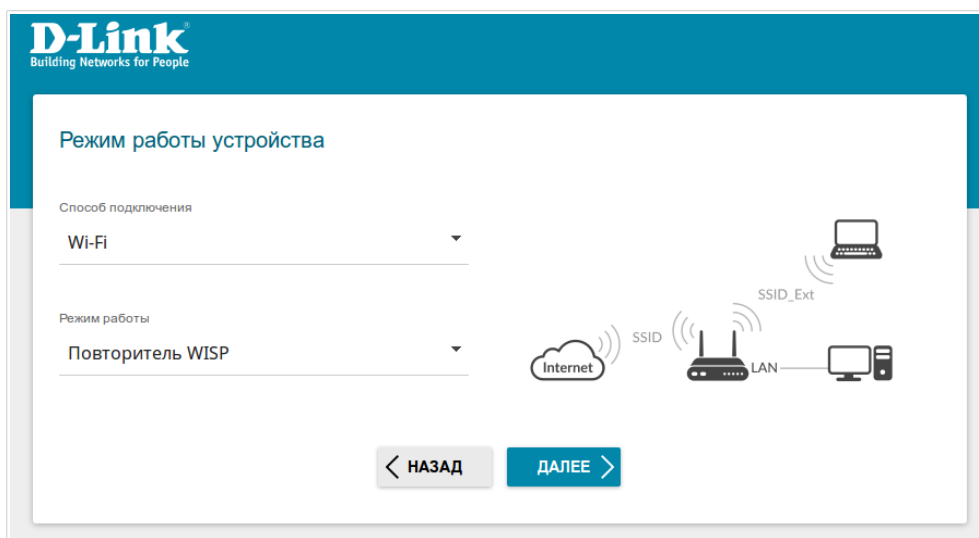 D-Link®
Building Networks for People
Режим работы устройства
Способ подключения
Wi-Fi
Режим работы
Повторитель WISP
SSID_Ext
SSID
Internet
LAN
НАЗАД
ДАЛЕЕ